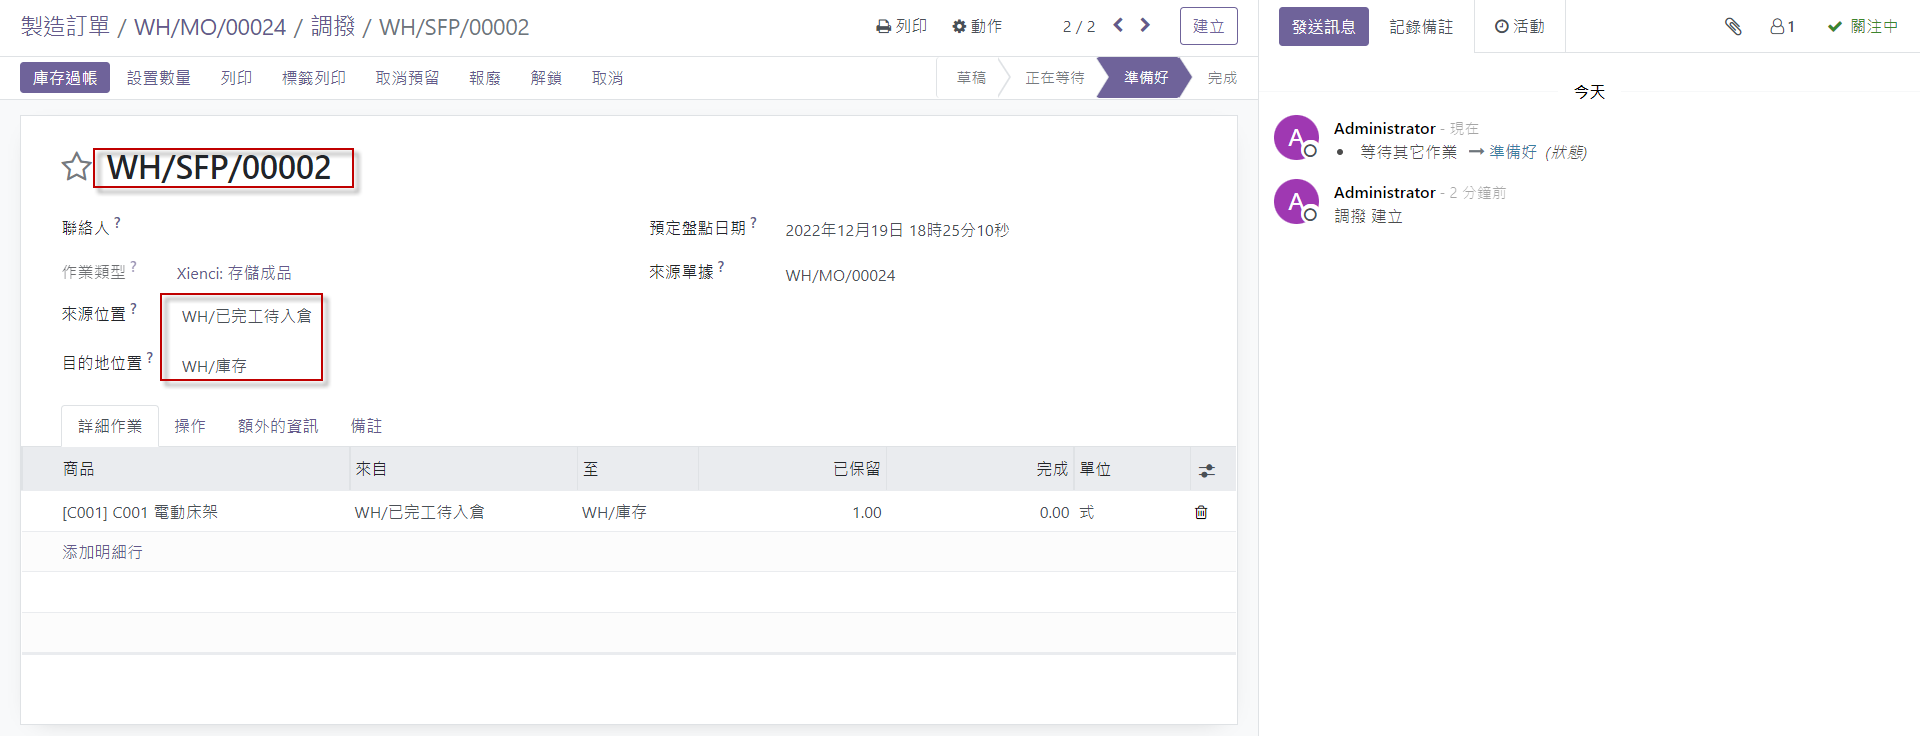 製造訂單 / WH/MO/00024 / 調撥 / WH/SFP/00002
列印 動作 2 / 2 建立
庫存過帳 設置數量 列印 標籤列印 取消預留 報廢 解鎖 取消
草稿 正在等待 準備好 完成
WH/SFP/00002
聯絡人 ?
預定盤點日期 ? 2022年12月19日 18時25分10秒
作業類型 ? Xienci: 存儲成品
來源單據 ? WH/MO/00024
來源位置 ? WH/已完工待入倉
目的地位置 ? WH/庫存
詳細作業 操作 額外的資訊 備註
商品 來自 至 已保留 完成 單位
[C001] C001 電動床架 WH/已完工待入倉 WH/庫存 1.00 0.00 式
添加明細行
發送訊息 記錄備註 活動 1 關注中
今天
A Administrator - 現在
• 等待其它作業 → 準備好 (狀態)
A Administrator - 2 分鐘前
調撥 建立